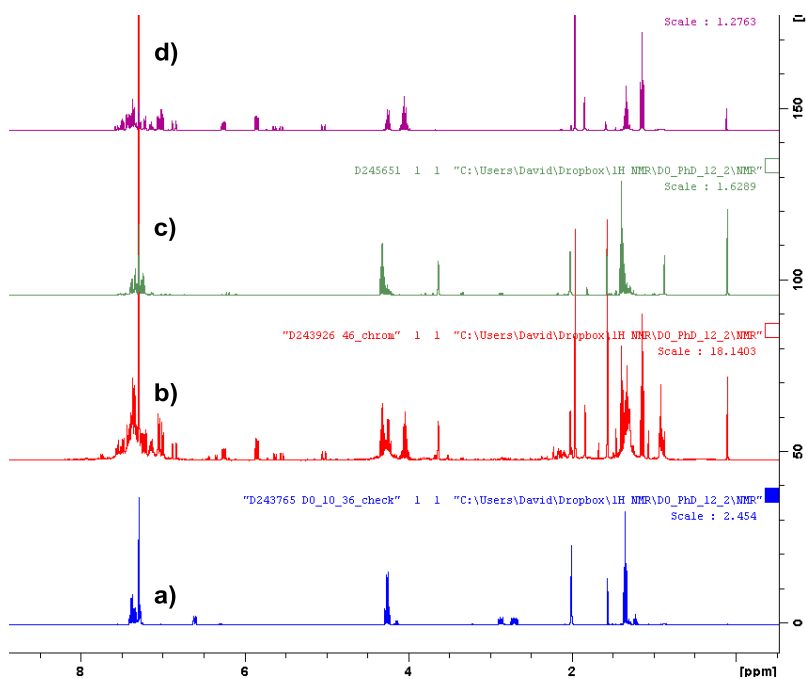 Scale : 1.2763
d)
150
D245651 1 1 "C:\Users\David\Dropbox\1H NMR\DO_PhD_12_2\NMR"
Scale : 1.6289
c)
100
"D243926 46_chrom" 1 1 "C:\Users\David\Dropbox\1H NMR\DO_PhD_12_2\NMR"
Scale : 18.1403
b)
50
"D243765 DO_10_36_check" 1 1 "C:\Users\David\Dropbox\1H NMR\DO_PhD_12_2\NMR"
Scale : 2.454
a)
0
8 6 4 2 [ppm]